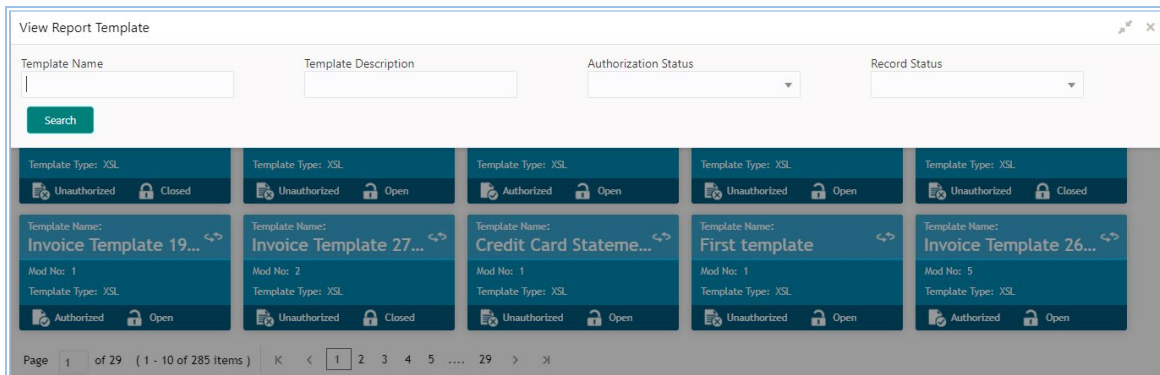 View Report Template
Template Name Template Description Authorization Status Record Status
Search
Template Type: XSL Template Type: XSL Template Type: XSL Template Type: XSL Template Type: XSL
Unauthorized Closed Unauthorized Open Authorized Open Unauthorized Open Unauthorized Closed
Template Name: Template Name: Template Name: Template Name: Template Name:
Invoice Template 19... Invoice Template 27... Credit Card Stateme... First template Invoice Template 26...
Mod No: 1 Mod No: 2 Mod No: 1 Mod No: 1 Mod No: 5
Template Type: XSL Template Type: XSL Template Type: XSL Template Type: XSL Template Type: XSL
Authorized Open Unauthorized Closed Unauthorized Open Unauthorized Open Authorized Open
Page 1 of 29 ( 1 - 10 of 285 items ) 1 2 3 4 5 .... 29